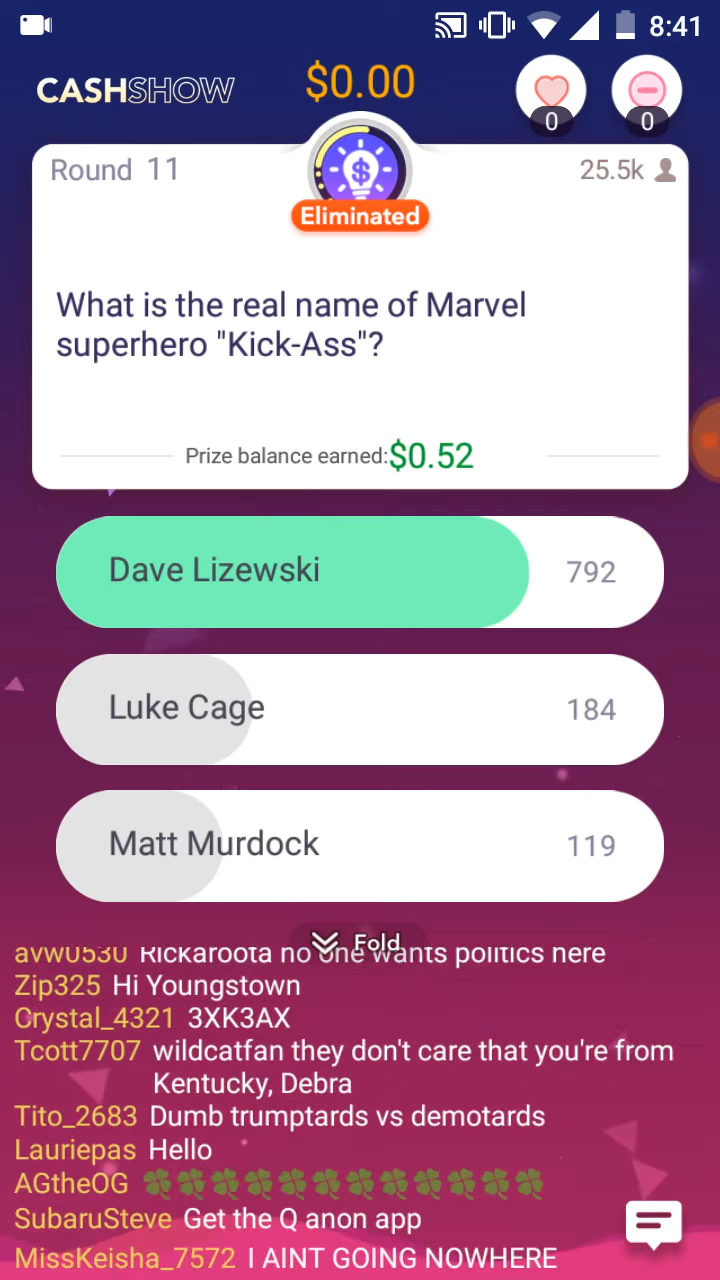 8:41
CASHSHOW
$0.00
0
0
Round 11
25.5k
Eliminated
What is the real name of Marvel
superhero "Kick-Ass"?
Prize balance earned:$0.52
Dave Lizewski
792
Luke Cage
184
Matt Murdock
119
Fold
avw0530 Rickaroota no one wants politics here
Zip325 Hi Youngstown
Crystal_4321 3XK3AX
Tcott7707 wildcatfan they don't care that you're from
Kentucky, Debra
Tito_2683 Dumb trumptards vs demotards
Lauriepas Hello
AGtheOG 🍀🍀🍀🍀🍀🍀🍀🍀🍀🍀🍀🍀
SubaruSteve Get the Q anon app
MissKeisha_7572 I AINT GOING NOWHERE